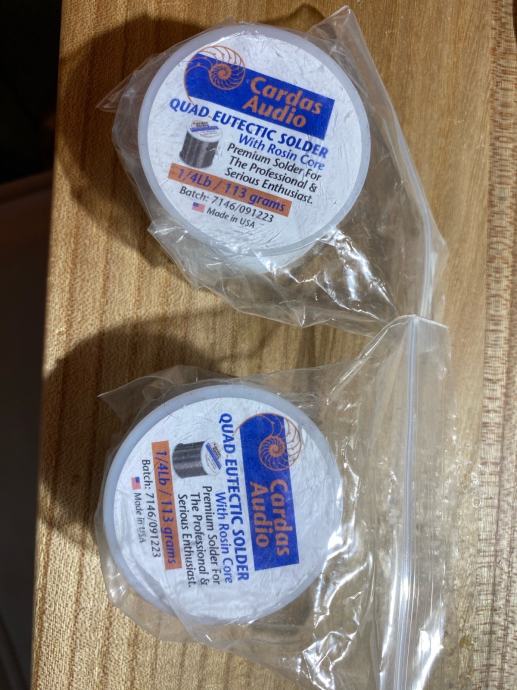 Cardas
Audio
QUAD-EUTECTIC SOLDER
With Rosin Core
Premium Solder For
The Professional &
Serious Enthusiast.
1/4Lb / 113 grams
Batch: 7146/091223
Made in USA
Cardas
Audio
QUAD-EUTECTIC SOLDER
With Rosin Core
Premium Solder For
The Professional &
Serious Enthusiast.
1/4Lb / 113 grams
Batch: 7146/091223
Made in USA